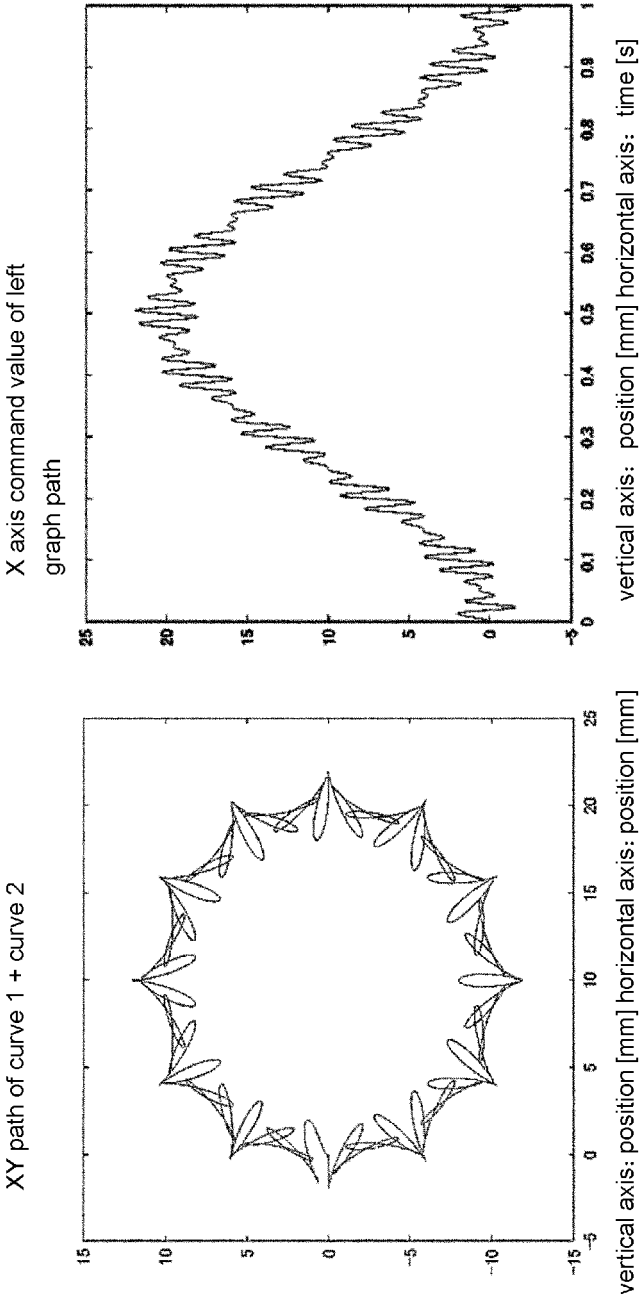 XY path of curve 1 + curve 2
15
10
5
0
-5
-10
-15
-5 0 5 10 15 20 25
vertical axis: position [mm] horizontal axis: position [mm]
X axis command value of left
graph path
25
20
15
10
5
0
-5
0 0.1 0.2 0.3 0.4 0.5 0.6 0.7 0.8 0.9 1
vertical axis: position [mm] horizontal axis: time [s]